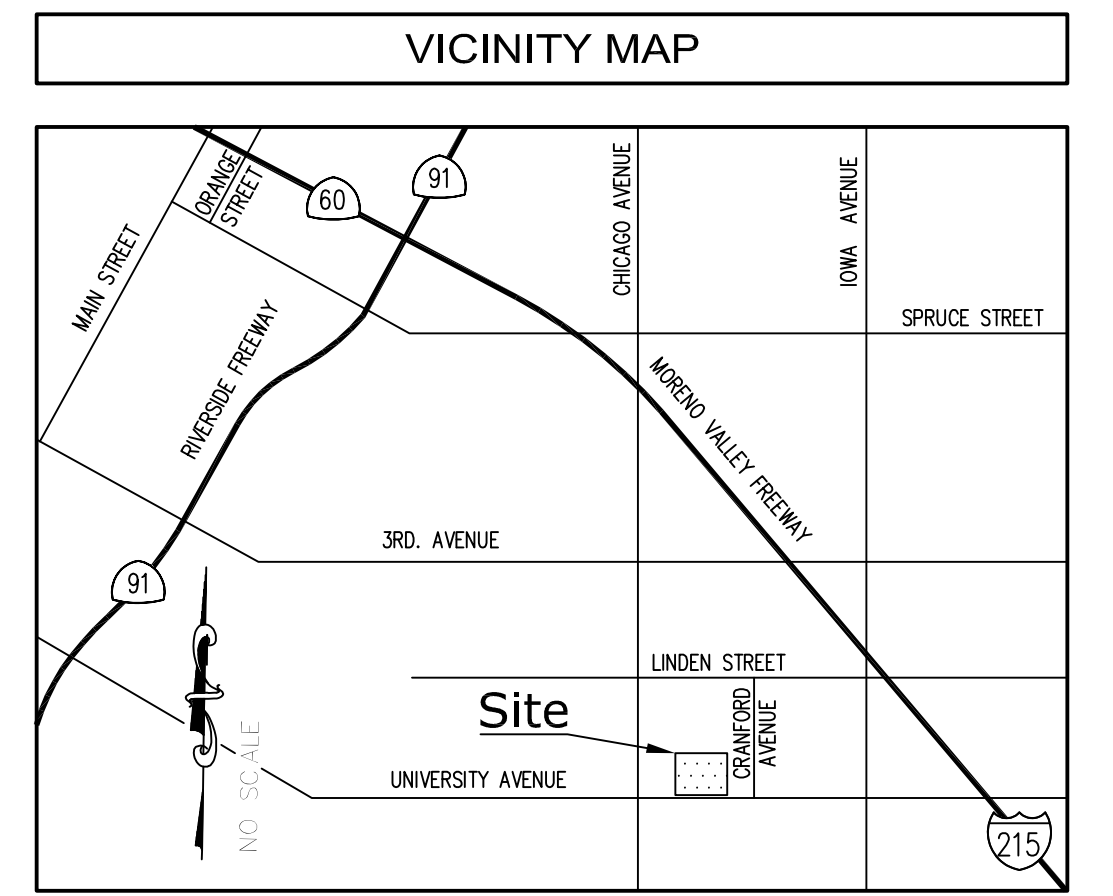 VICINITY MAP
ORANGE
STREET
60
91
CHICAGO AVENUE
IOWA AVENUE
MAIN STREET
SPRUCE STREET
RIVERSIDE FREEWAY
MORENO VALLEY FREEWAY
3RD. AVENUE
91
LINDEN STREET
Site
CRANFORD
AVENUE
NO SCALE
UNIVERSITY AVENUE
215